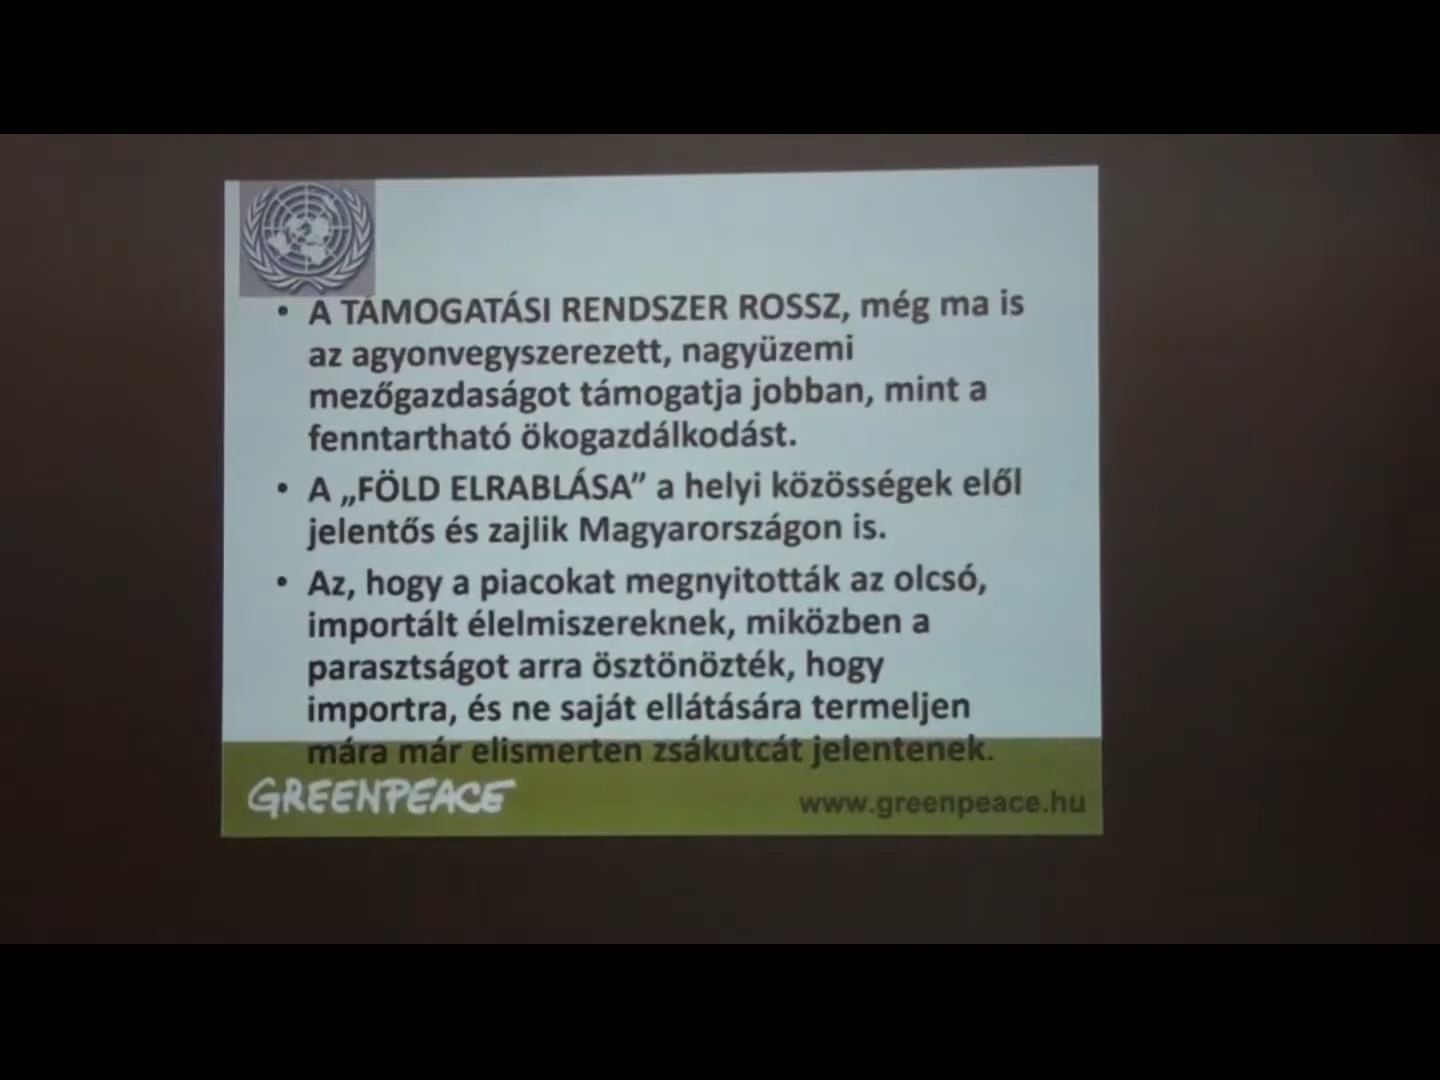 • A TÁMOGATÁSI RENDSZER ROSSZ, még ma is
az agyonvegyszerezett, nagyüzemi
mezőgazdaságot támogatja jobban, mint a
fenntartható ökogazdálkodást.
• A „FÖLD ELRABLÁSA” a helyi közösségek elől
jelentős és zajlik Magyarországon is.
• Az, hogy a piacokat megnyitották az olcsó,
importált élelmiszereknek, miközben a
parasztságot arra ösztönözték, hogy
importra, és ne saját ellátására termeljen
mára már elismerten zsákutcát jelentenek.
GREENPEACE
www.greenpeace.hu